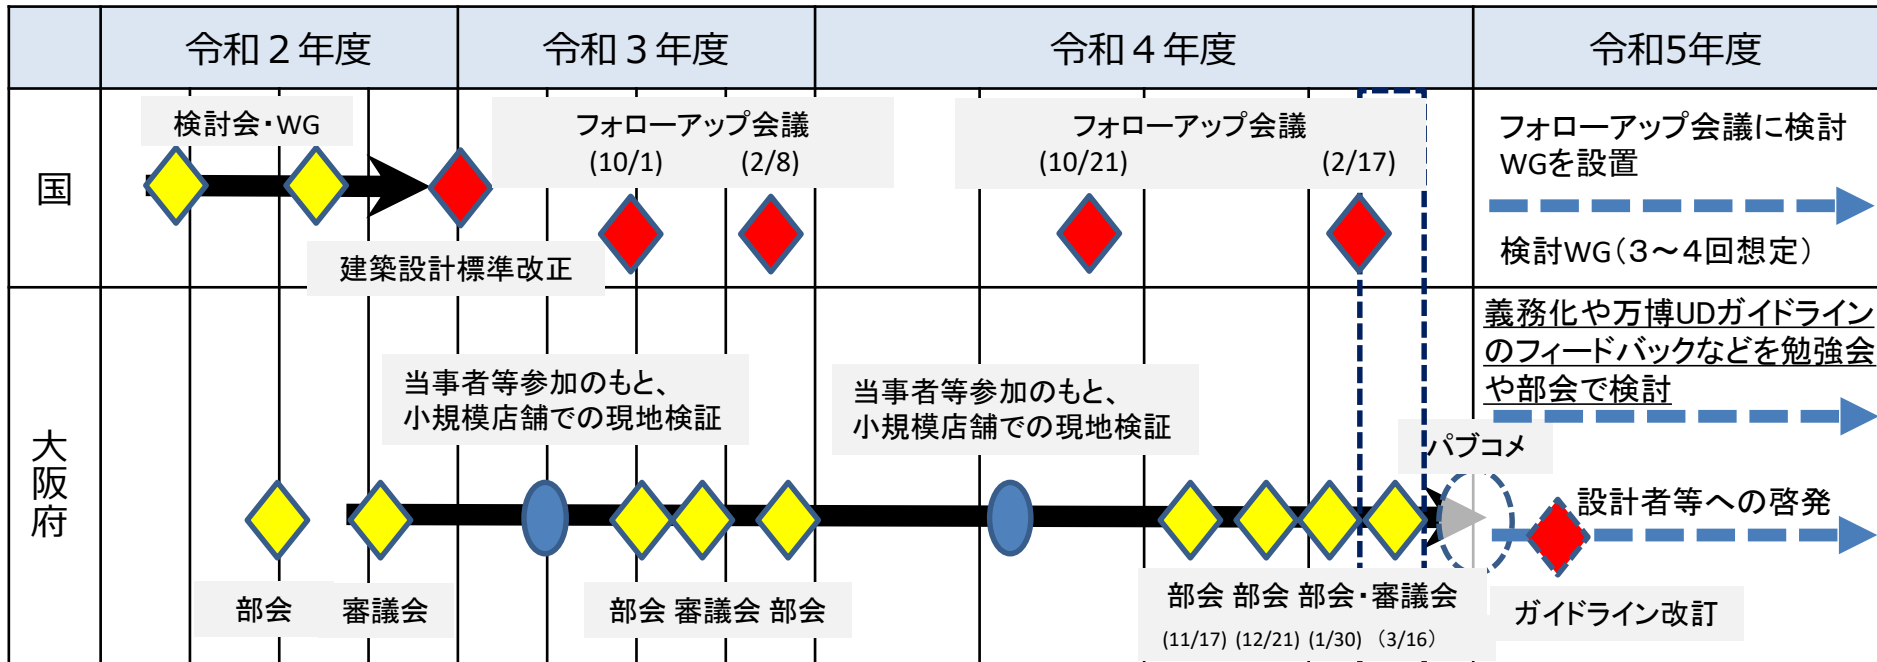 令和２年度
令和３年度
令和４年度
令和5年度
国
検討会・WG
建築設計標準改正
フォローアップ会議
(10/1)
(2/8)
フォローアップ会議
(10/21)
(2/17)
フォローアップ会議に検討
WGを設置
検討WG（3～4回想定）
大阪府
当事者等参加のもと、
小規模店舗での現地検証
当事者等参加のもと、
小規模店舗での現地検証
義務化や万博UDガイドライン
のフィードバックなどを勉強会
や部会で検討
パブコメ
設計者等への啓発
部会
審議会
部会 審議会 部会
部会 部会 部会・審議会
(11/17) (12/21) (1/30) （3/16）
ガイドライン改訂